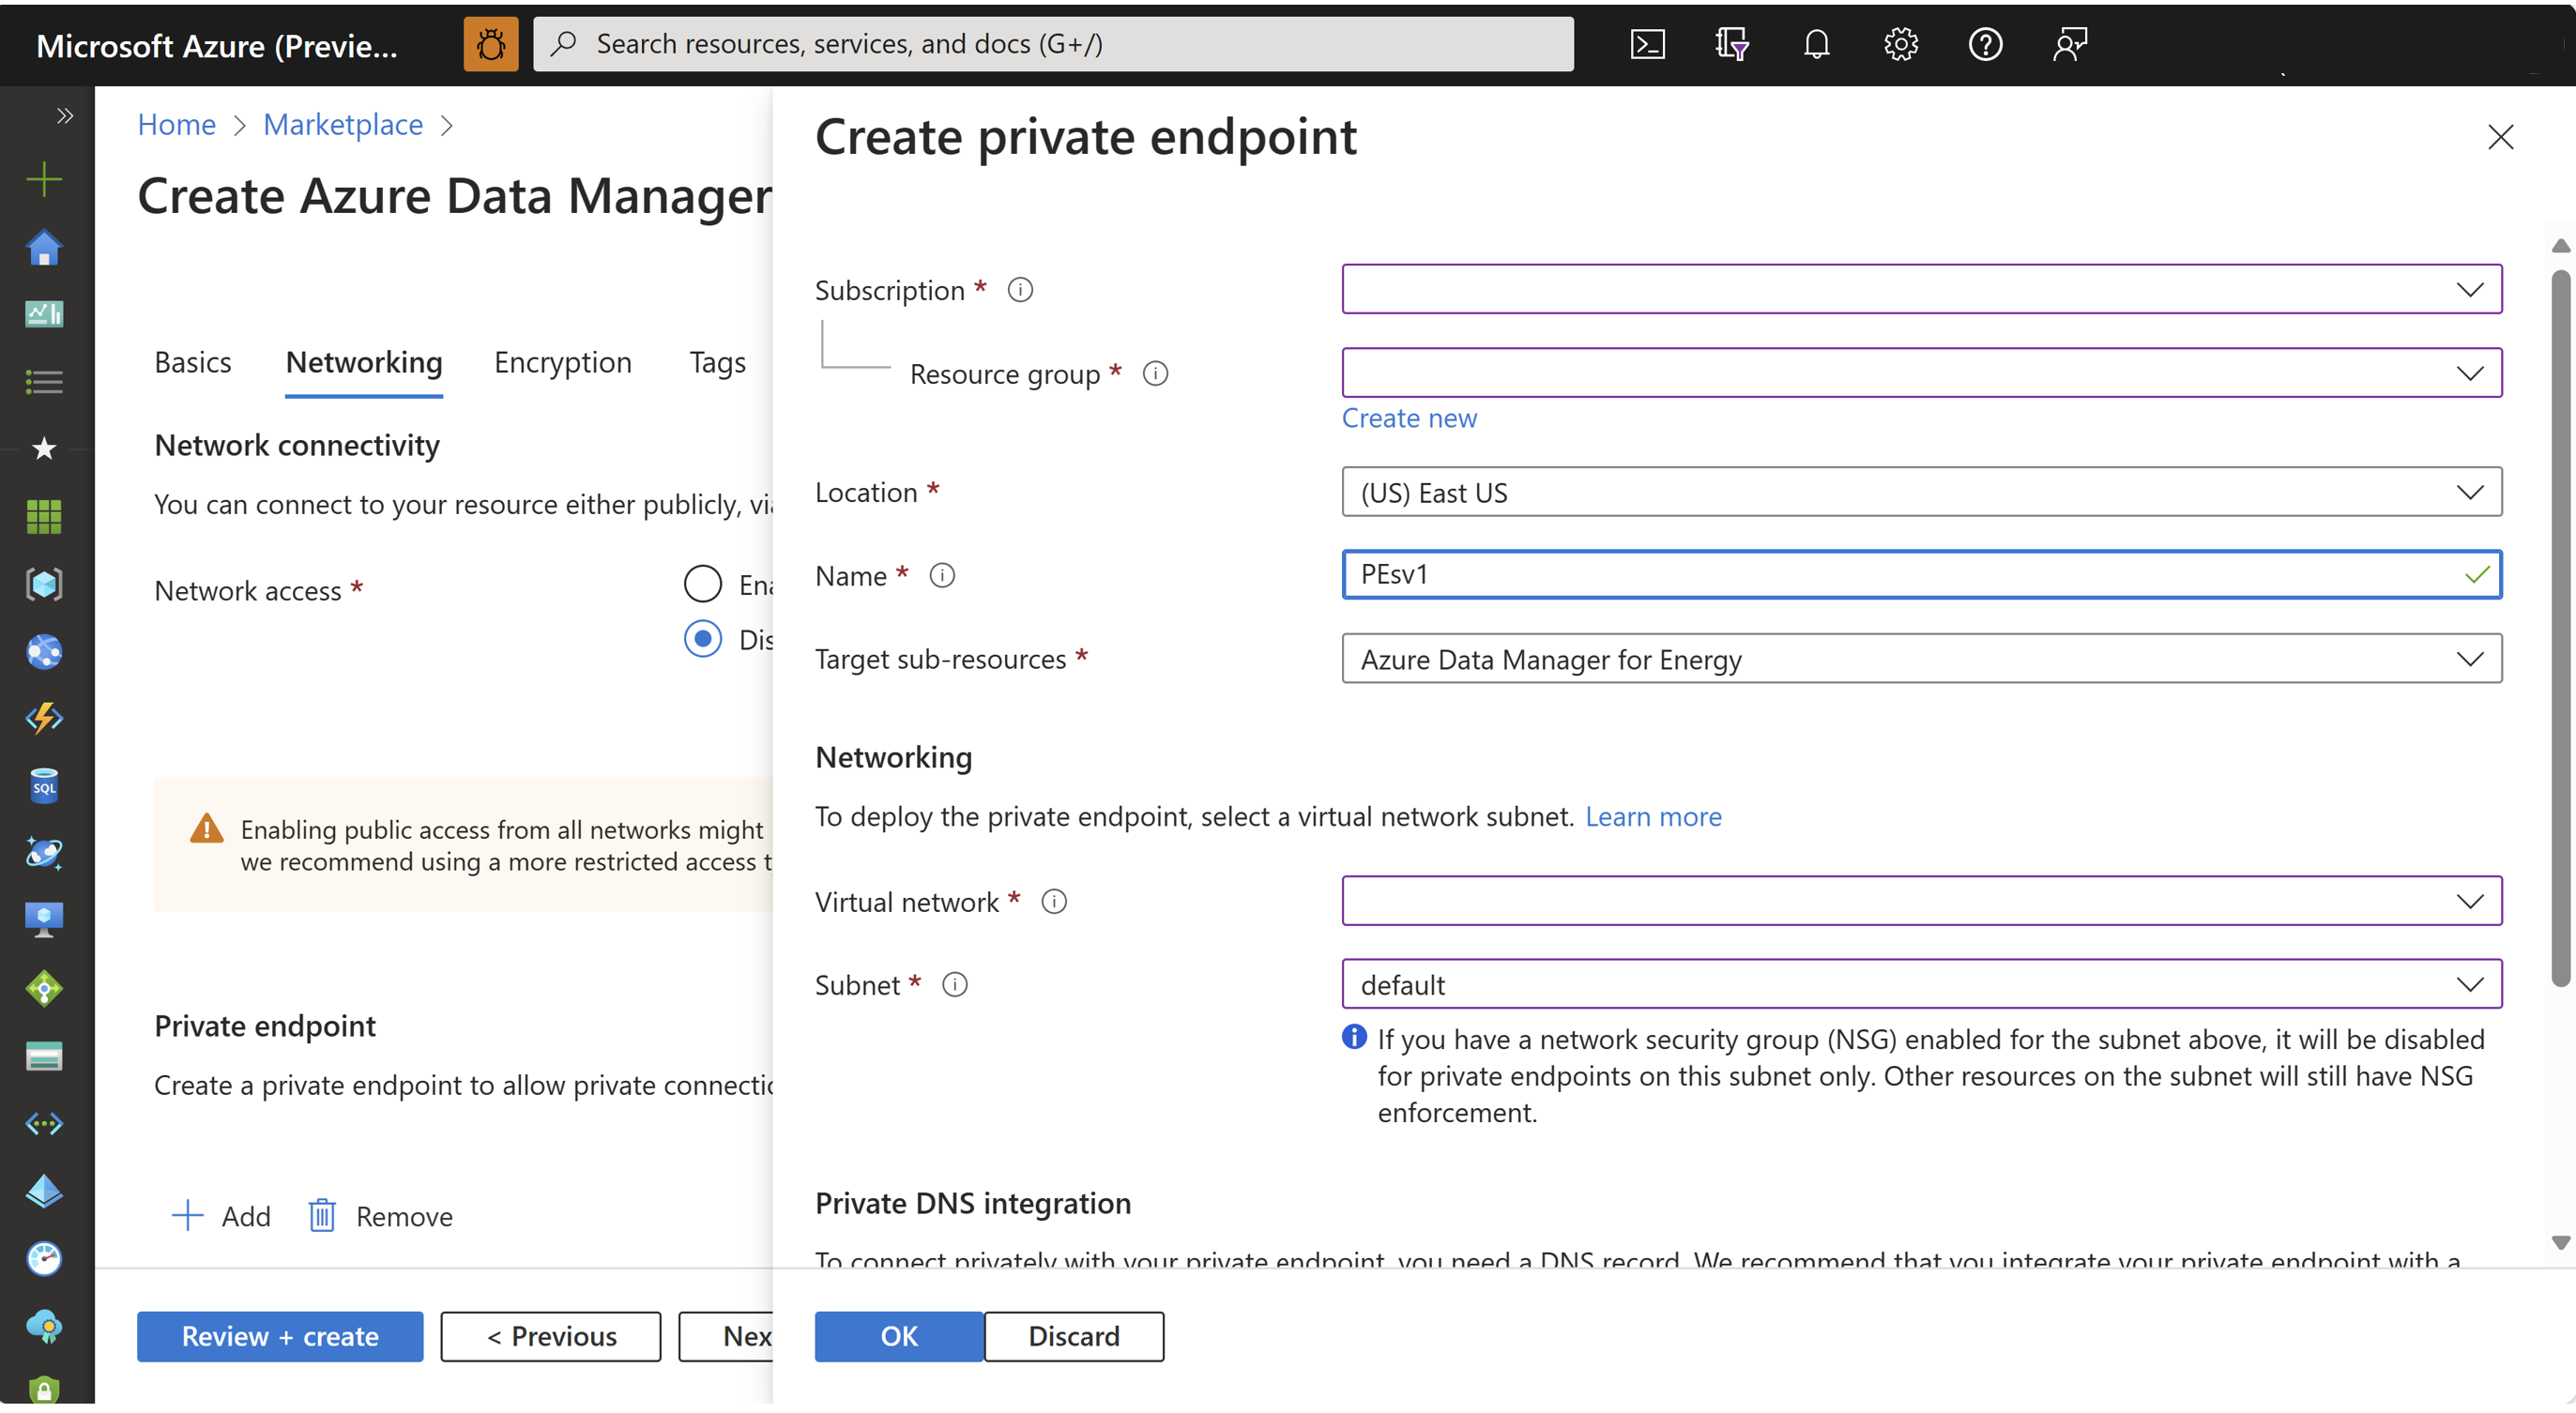 Microsoft Azure (Previe...
Search resources, services, and docs (G+/)
Home > Marketplace >
Create Azure Data Manager
Basics Networking Encryption Tags
Network connectivity
You can connect to your resource either publicly,
Network access *
Enabling public access from all networks might
we recommend using a more restricted access
Private endpoint
Create a private endpoint to allow private
Add Remove
Review + create < Previous
SQL
Create private endpoint
Subscription *
Resource group *
Create new
Location * (US) East US
Name * PEsv1
Target sub-resources * Azure Data Manager for Energy
Networking
To deploy the private endpoint, select a virtual network subnet. Learn more
Virtual network *
Subnet * default
If you have a network security group (NSG) enabled for the subnet above, it will be disabled
for private endpoints on this subnet only. Other resources on the subnet will still have NSG
enforcement.
Private DNS integration
To connect privately with your private endpoint, you need a DNS record. We recommend that you integrate your private endpoint with a
OK Discard